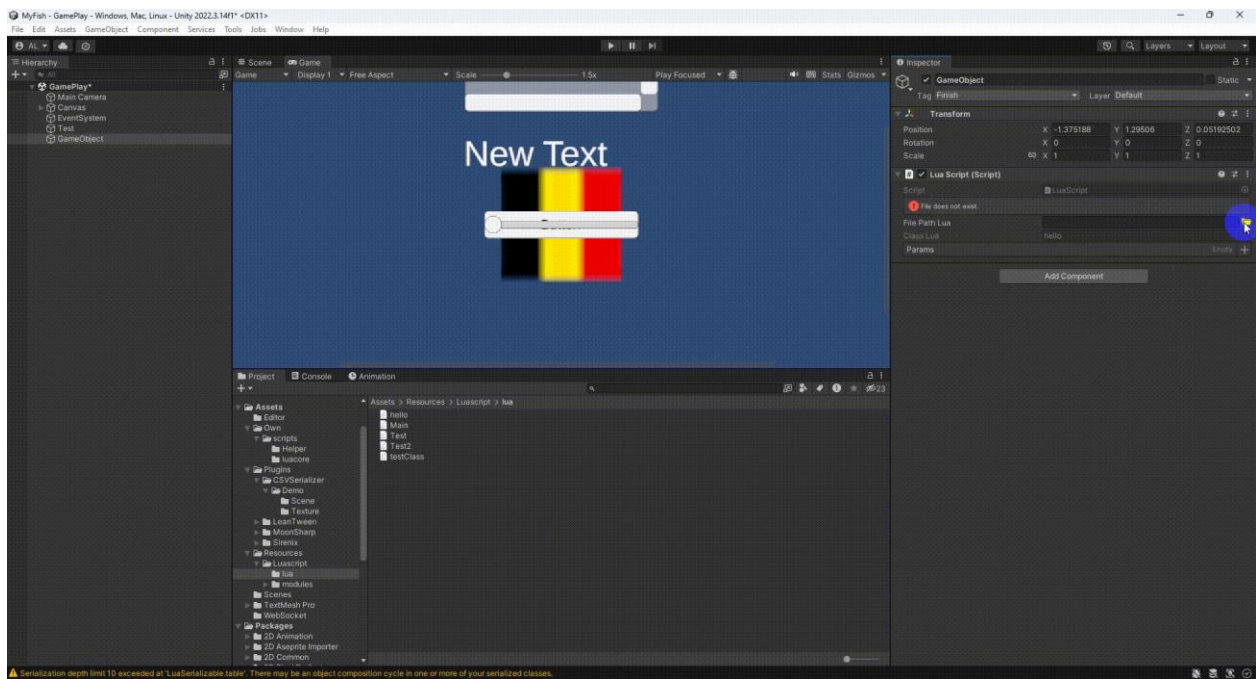 MyFish - GamePlay - Windows, Mac, Linux - Unity 2022.3.14f1* <DX11>
File Edit Assets GameObject Component Services Tools Jobs Window Help
AL
Layers Layout
Hierarchy
All
GamePlay*
Main Camera
Canvas
EventSystem
Test
GameObject
Scene Game
Game Display 1 Free Aspect Scale 1.5x Play Focused Stats Gizmos
New Text
Inspector
GameObject Static
Tag Finish Layer Default
Transform
Position X -1.375188 Y 1.29506 Z 0.05192502
Rotation X 0 Y 0 Z 0
Scale X 1 Y 1 Z 1
Lua Script (Script)
Script LuaScript
File does not exist.
File Path Lua
Class Lua hello
Params Empty
Add Component
Project Console Animation
23
Assets
Editor
Own
scripts
Helper
luacore
Plugins
CSVSerializer
Demo
Scene
Texture
LeanTween
MoonSharp
Sirenix
Resources
Luascript
lua
modules
Scenes
TextMesh Pro
WebSocket
Packages
2D Animation
2D Aseprite Importer
2D Common
Assets > Resources > Luascript > lua
hello
Main
Test
Test2
testClass
Serialization depth limit 10 exceeded at 'LuaSerializable.table'. There may be an object composition cycle in one or more of your serialized classes.